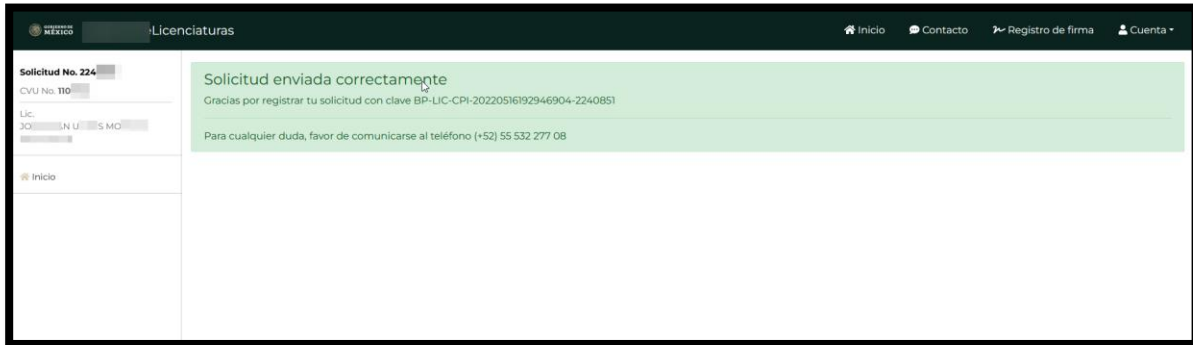 GOBIERNO DE
MÉXICO
Licenciaturas
Inicio
Contacto
Registro de firma
Cuenta
Solicitud No. 224
CVU No. 110
Lic.
Solicitud enviada correctamente
Gracias por registrar tu solicitud con clave BP-LIC-CPI-20220516192946904-2240851
Para cualquier duda, favor de comunicarse al teléfono (+52) 55 532 277 08
Inicio